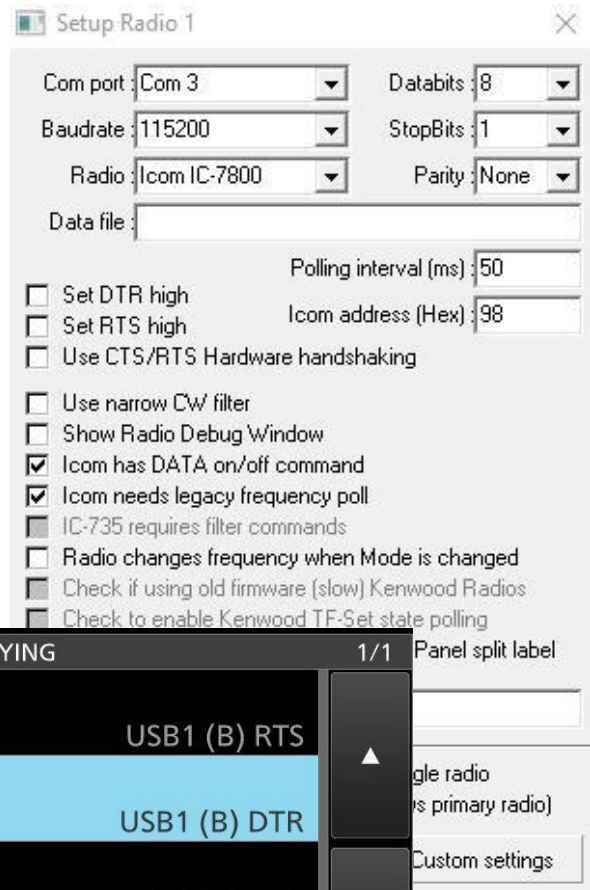 Setup Radio 1
Com port : Com 3 Databits : 8
Baudrate : 115200 StopBits : 1
Radio : Icom IC-7800 Parity : None
Data file :
Polling interval (ms) : 50
Set DTR high
Icom address (Hex) : 98
Set RTS high
Use CTS/RTS Hardware handshaking
Use narrow CW filter
Show Radio Debug Window
Icom has DATA on/off command
Icom needs legacy frequency poll
IC-735 requires filter commands
Radio changes frequency when Mode is changed
Check if using old firmware (slow) Kenwood Radios
Check to enable Kenwood TF-Set state polling
YING 1/1 Panel split label
USB1 (B) RTS
gle radio
USB1 (B) DTR
s primary radio)
Custom settings